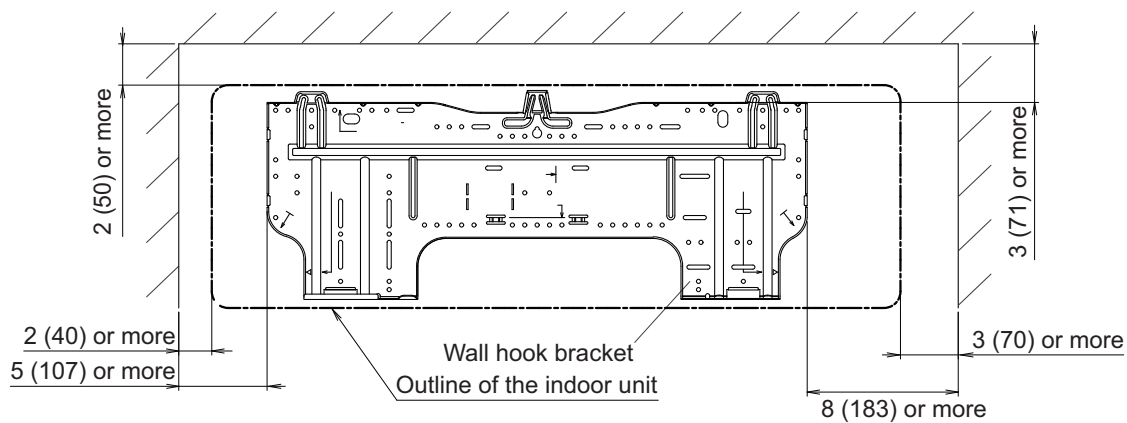 2 (50) or more
3 (71) or more
2 (40) or more
5 (107) or more
Wall hook bracket
Outline of the indoor unit
3 (70) or more
8 (183) or more